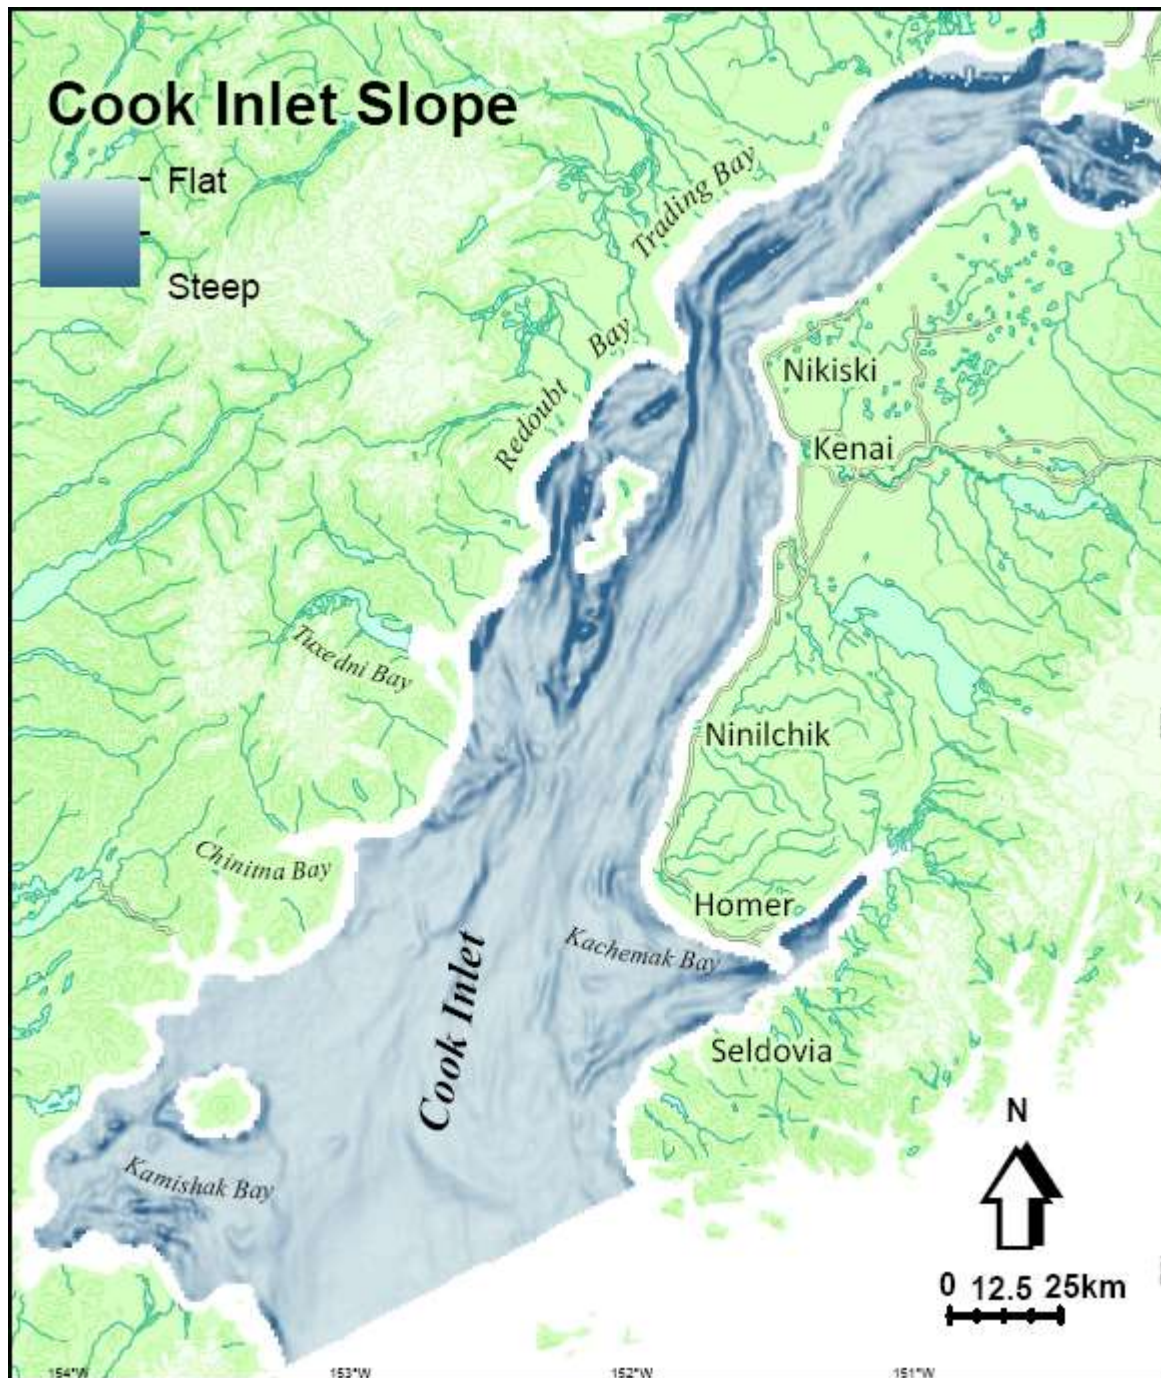 Cook Inlet Slope
Flat
Steep
Trading Bay
Redoubt Bay
Nikiski
Kenai
Tuxedni Bay
Ninilchik
Chinitna Bay
Homer
Kachemak Bay
Cook Inlet
Seldovia
Kamishak Bay
N
0 12.5 25km
154°W 153°W 152°W 151°W